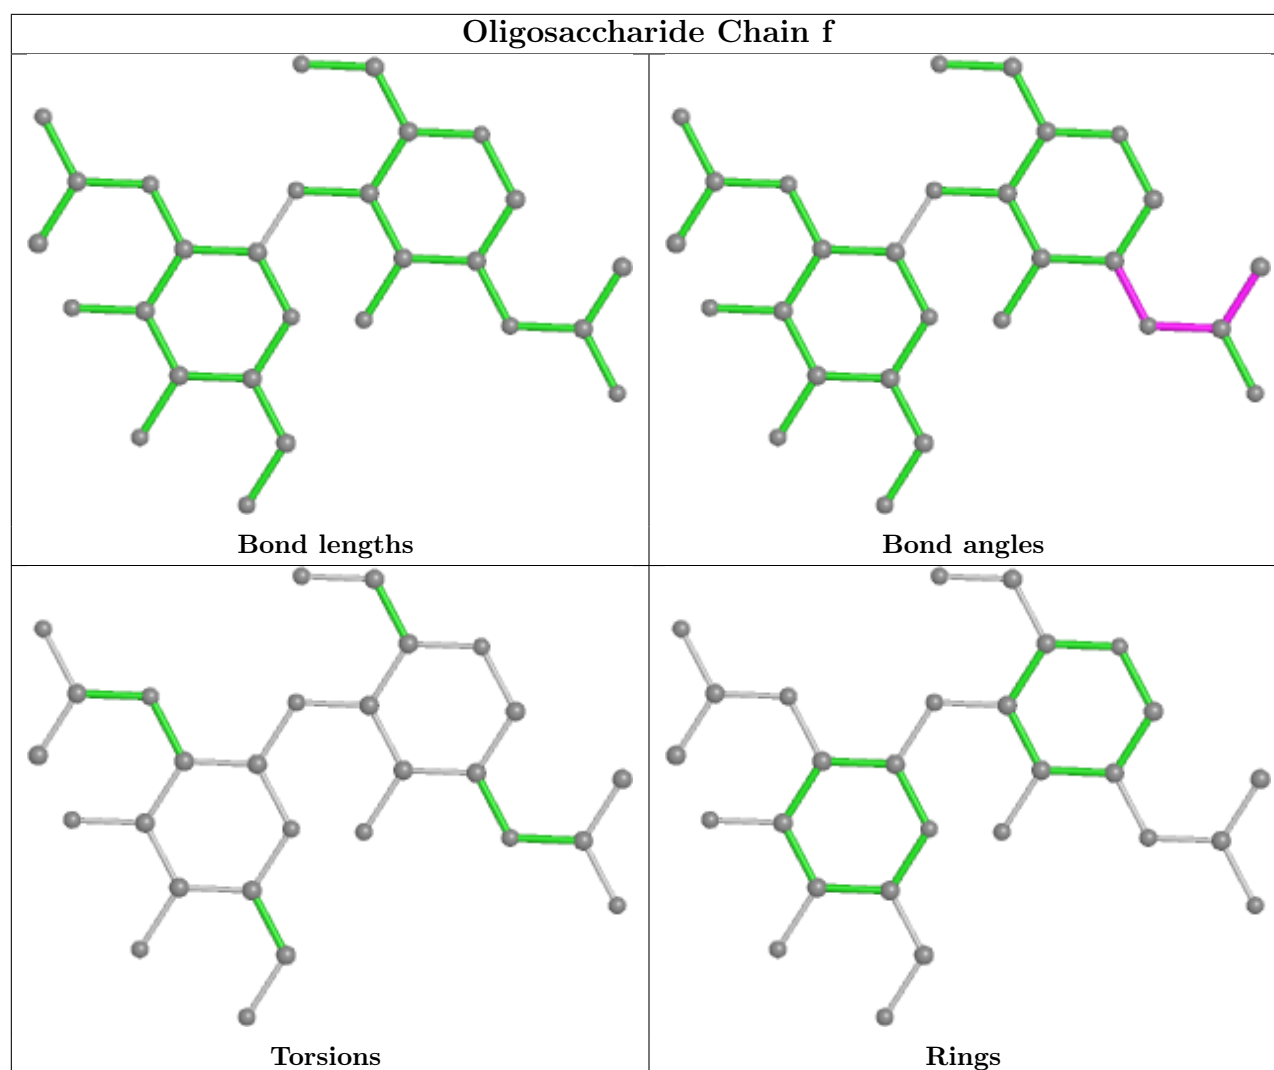 Oligosaccharide Chain f
Bond lengths
Bond angles
Torsions
Rings